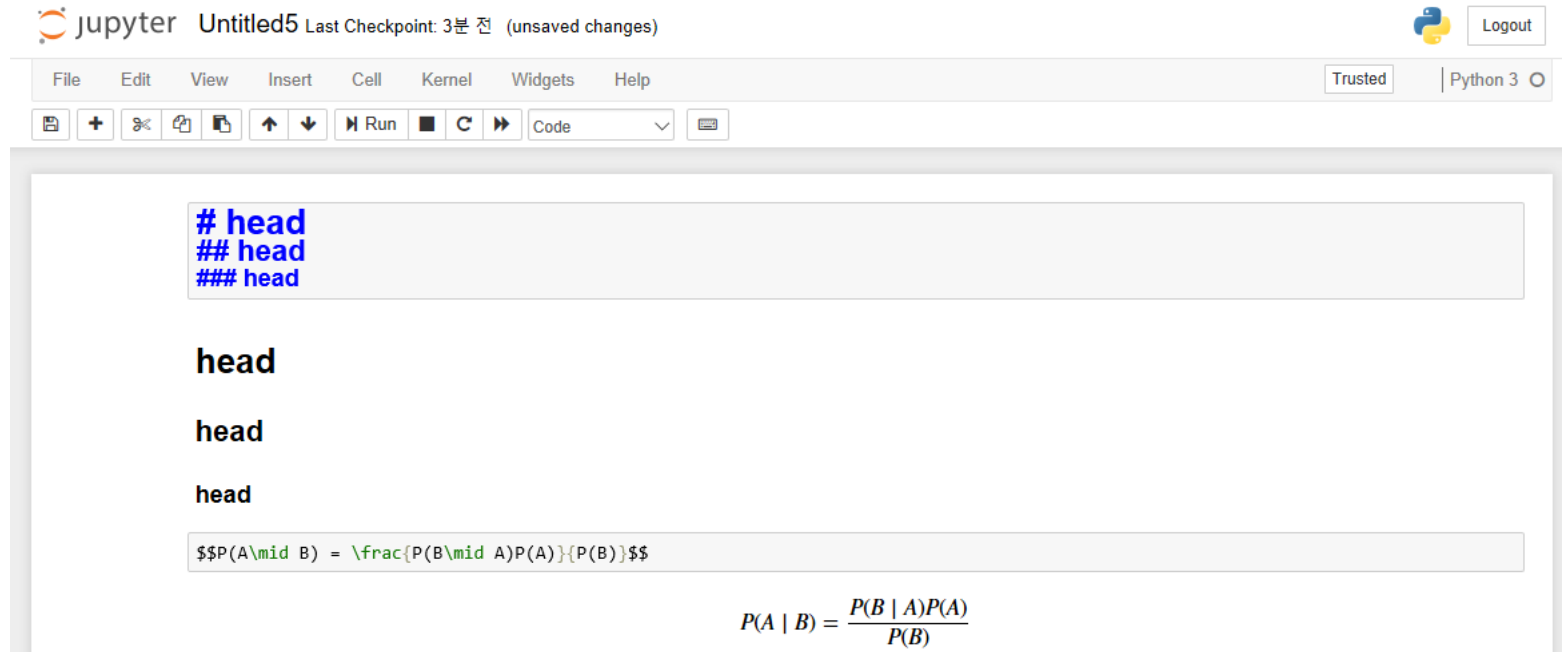 jupyter Untitled5 Last Checkpoint: 3분 전 (unsaved changes) Logout
File Edit View Insert Cell Kernel Widgets Help Trusted Python 3
Run Code
# head
## head
### head
head
head
head
$$P(A\mid B) = \frac{P(B\mid A)P(A)}{P(B)}$$
P(A | B) = P(B | A)P(A) / P(B)